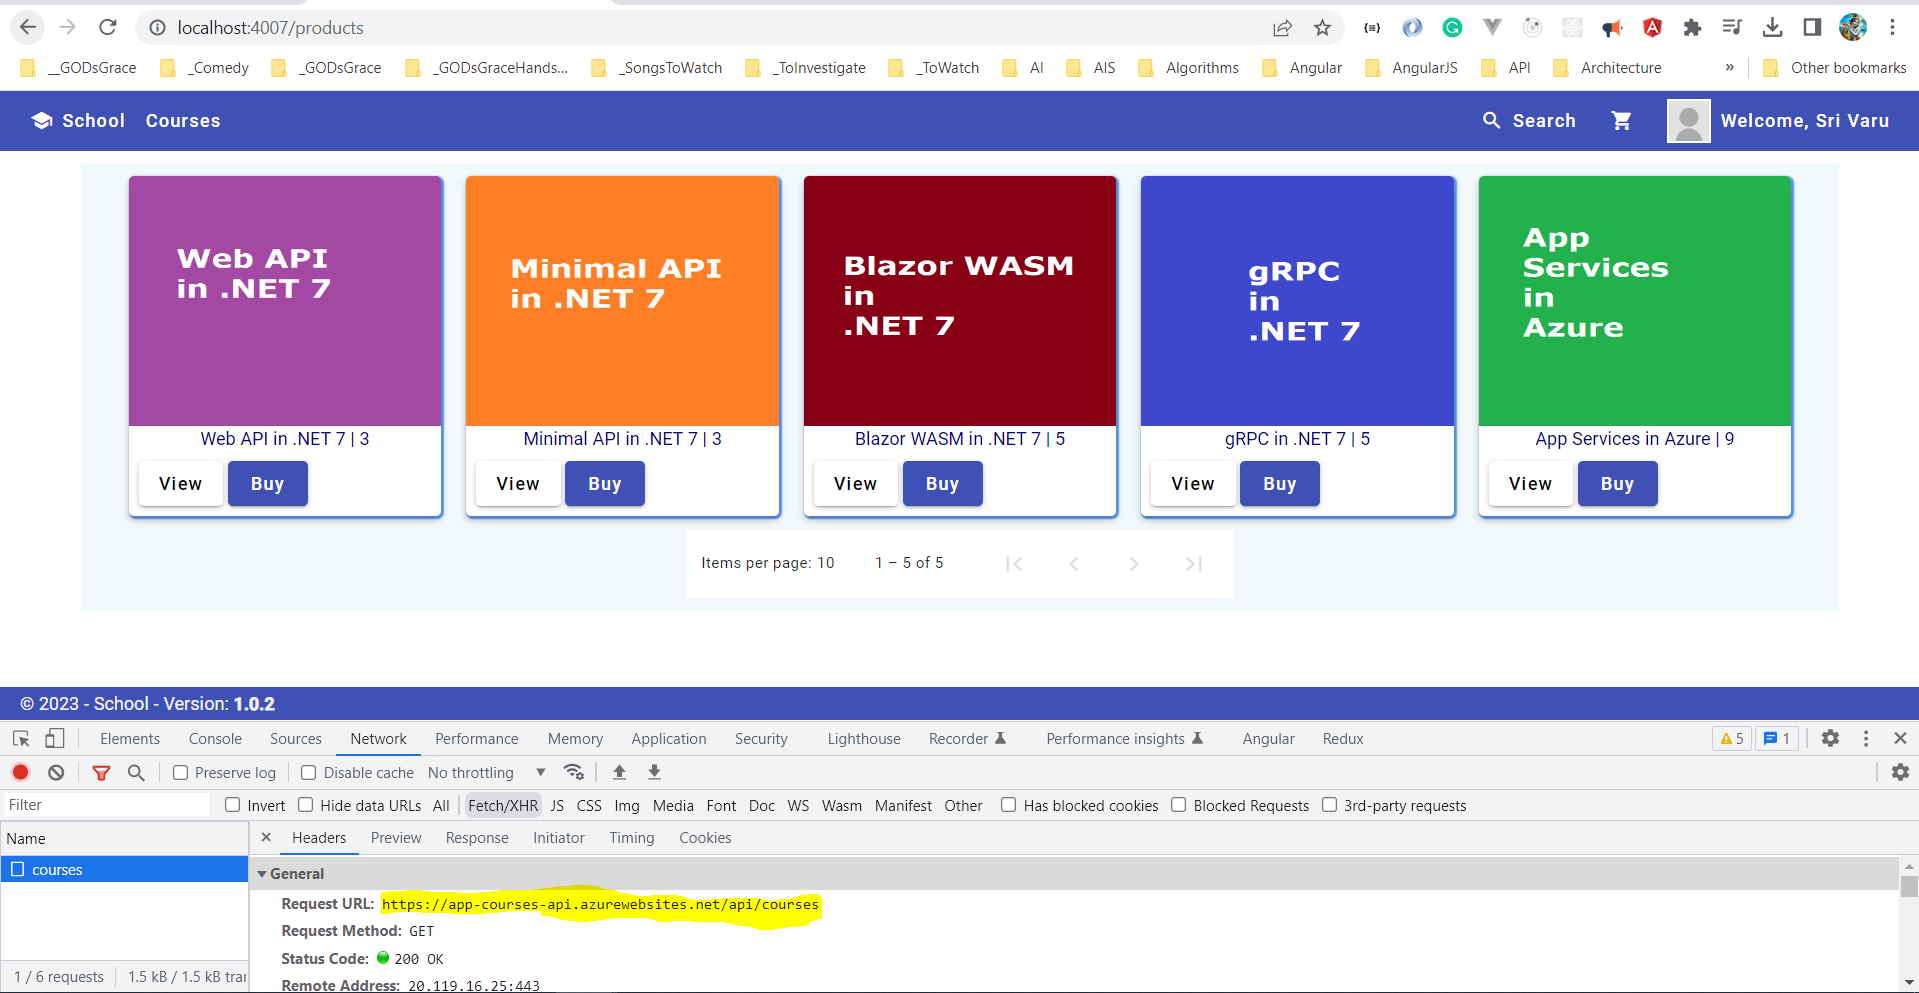 localhost:4007/products
__GODsGrace _Comedy _GODsGrace _GODsGraceHands... _SongsToWatch _ToInvestigate _ToWatch AI AIS Algorithms Angular AngularJS API Architecture » Other bookmarks
School Courses Search Welcome, Sri Varu
Web API
in .NET 7
Minimal API
in .NET 7
Blazor WASM
in
.NET 7
gRPC
in
.NET 7
App
Services
in
Azure
Web API in .NET 7 | 3 Minimal API in .NET 7 | 3 Blazor WASM in .NET 7 | 5 gRPC in .NET 7 | 5 App Services in Azure | 9
View Buy View Buy View Buy View Buy View Buy
Items per page: 10 1 – 5 of 5
© 2023 - School - Version: 1.0.2
Elements Console Sources Network Performance Memory Application Security Lighthouse Recorder Performance insights Angular Redux 5 1
Preserve log Disable cache No throttling
Filter Invert Hide data URLs All Fetch/XHR JS CSS Img Media Font Doc WS Wasm Manifest Other Has blocked cookies Blocked Requests 3rd-party requests
Name Headers Preview Response Initiator Timing Cookies
courses
General
Request URL: https://app-courses-api.azurewebsites.net/api/courses
Request Method: GET
Status Code: 200 OK
1 / 6 requests 1.5 kB / 1.5 kB
Remote Address: 20.119.16.25:443